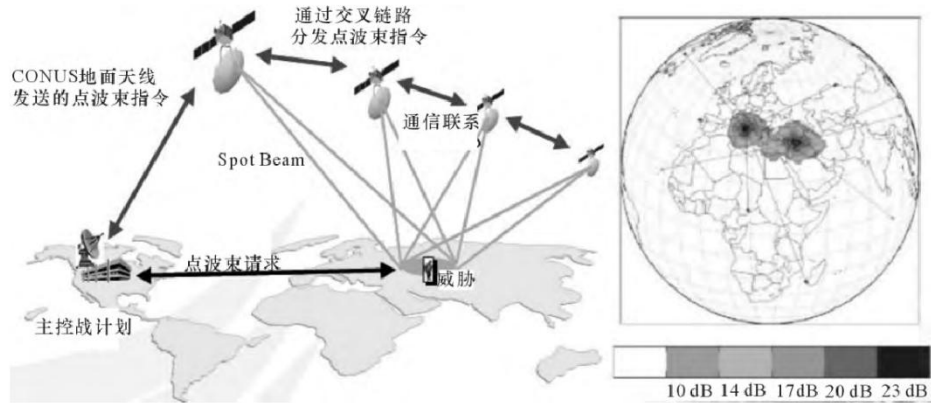 通过交叉链路
分发点波束指令
CONUS地面天线
发送的点波束指令
通信联系
Spot Beam
点波束请求
威胁
主控战计划
10 dB 14 dB 17 dB 20 dB 23 dB